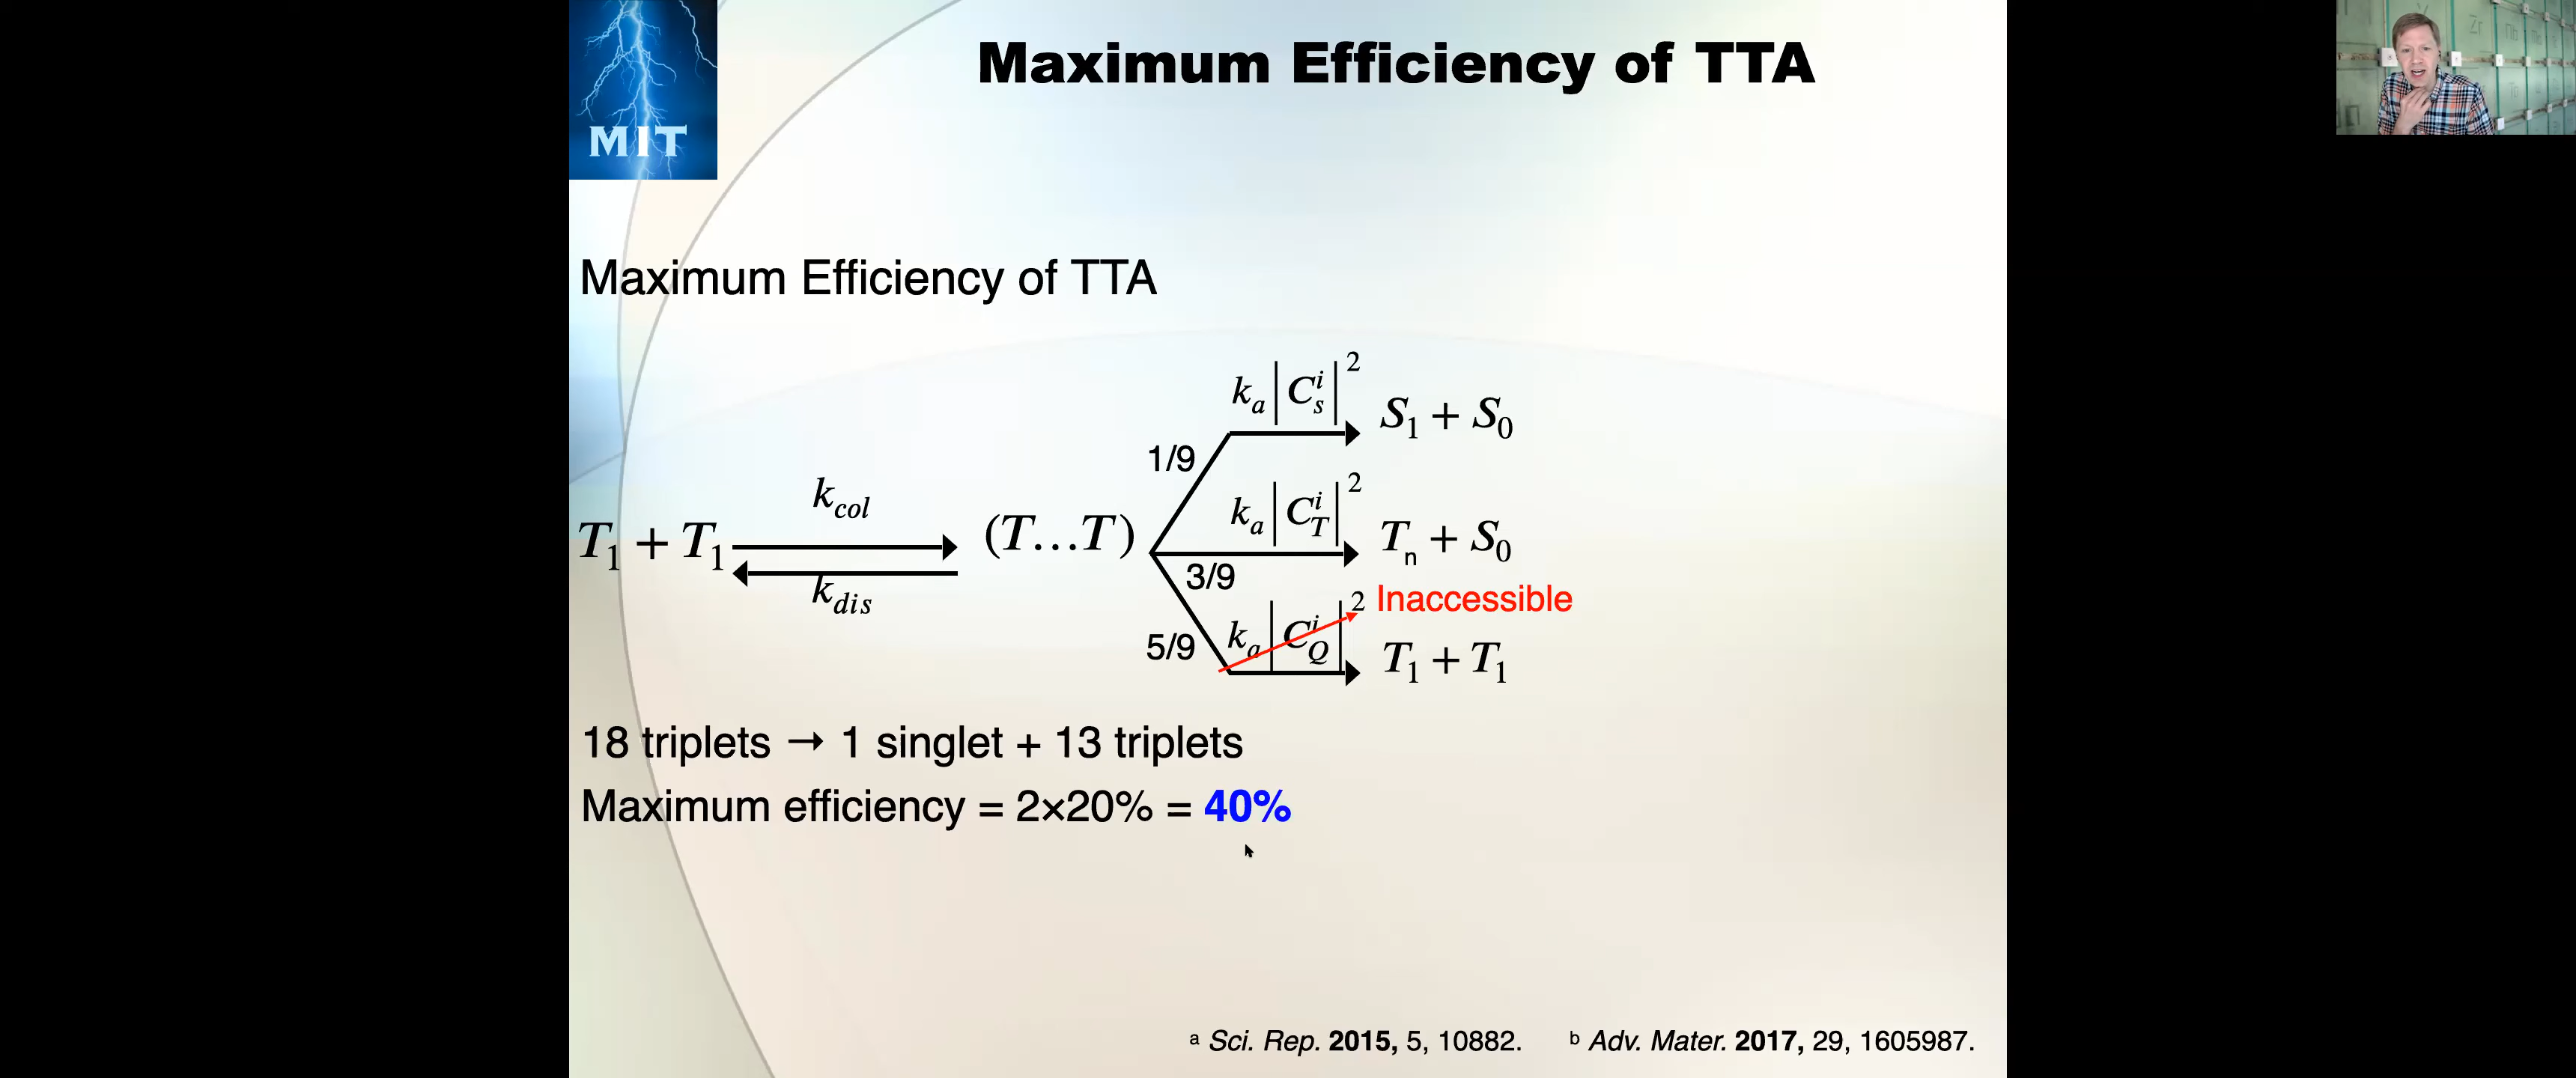 MIT
Maximum Efficiency of TTA
Maximum Efficiency of TTA
k_a|C_s^i|^2
S_1 + S_0
1/9
k_a|C_T^i|^2
k_col
T_1 + T_1
(T…T)
T_n + S_0
k_dis
3/9
Inaccessible
5/9
k_a|C_Q^i|^2
T_1 + T_1
18 triplets → 1 singlet + 13 triplets
Maximum efficiency = 2×20% = 40%
a Sci. Rep. 2015, 5, 10882. b Adv. Mater. 2017, 29, 1605987.
Zr